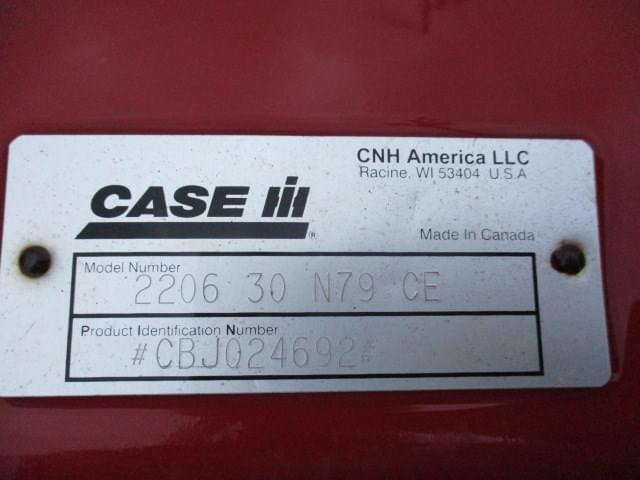 CNH America LLC
Racine, WI 53404 U.S.A
CASE IH
®
Made In Canada
Model Number
2206 30 N79 CE
Product Identification Number
#CBJ024692#